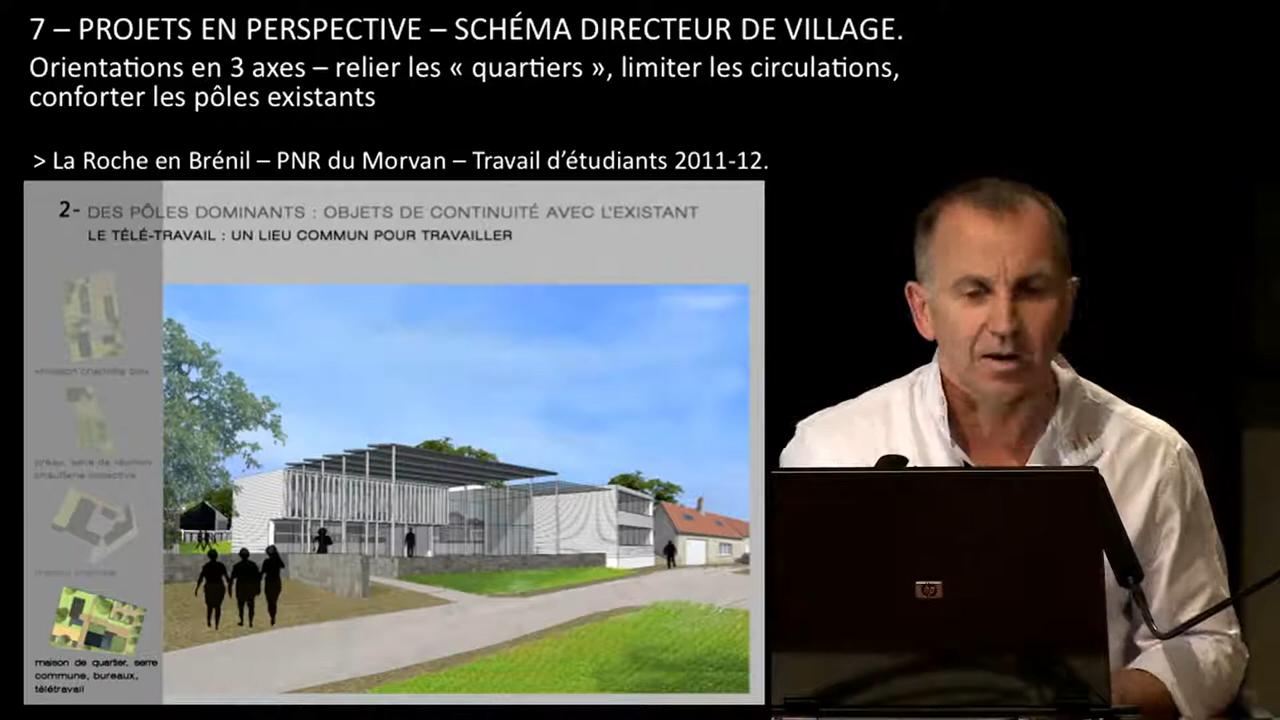 7 – PROJETS EN PERSPECTIVE – SCHÉMA DIRECTEUR DE VILLAGE.
Orientations en 3 axes – relier les « quartiers », limiter les circulations,
conforter les pôles existants
> La Roche en Brénil – PNR du Morvan – Travail d'étudiants 2011-12.
2- DES PÔLES DOMINANTS : OBJETS DE CONTINUITÉ AVEC L'EXISTANT
LE TÉLÉ-TRAVAIL : UN LIEU COMMUN POUR TRAVAILLER
maison de quartier, serre
commune, bureaux,
télétravail
hp